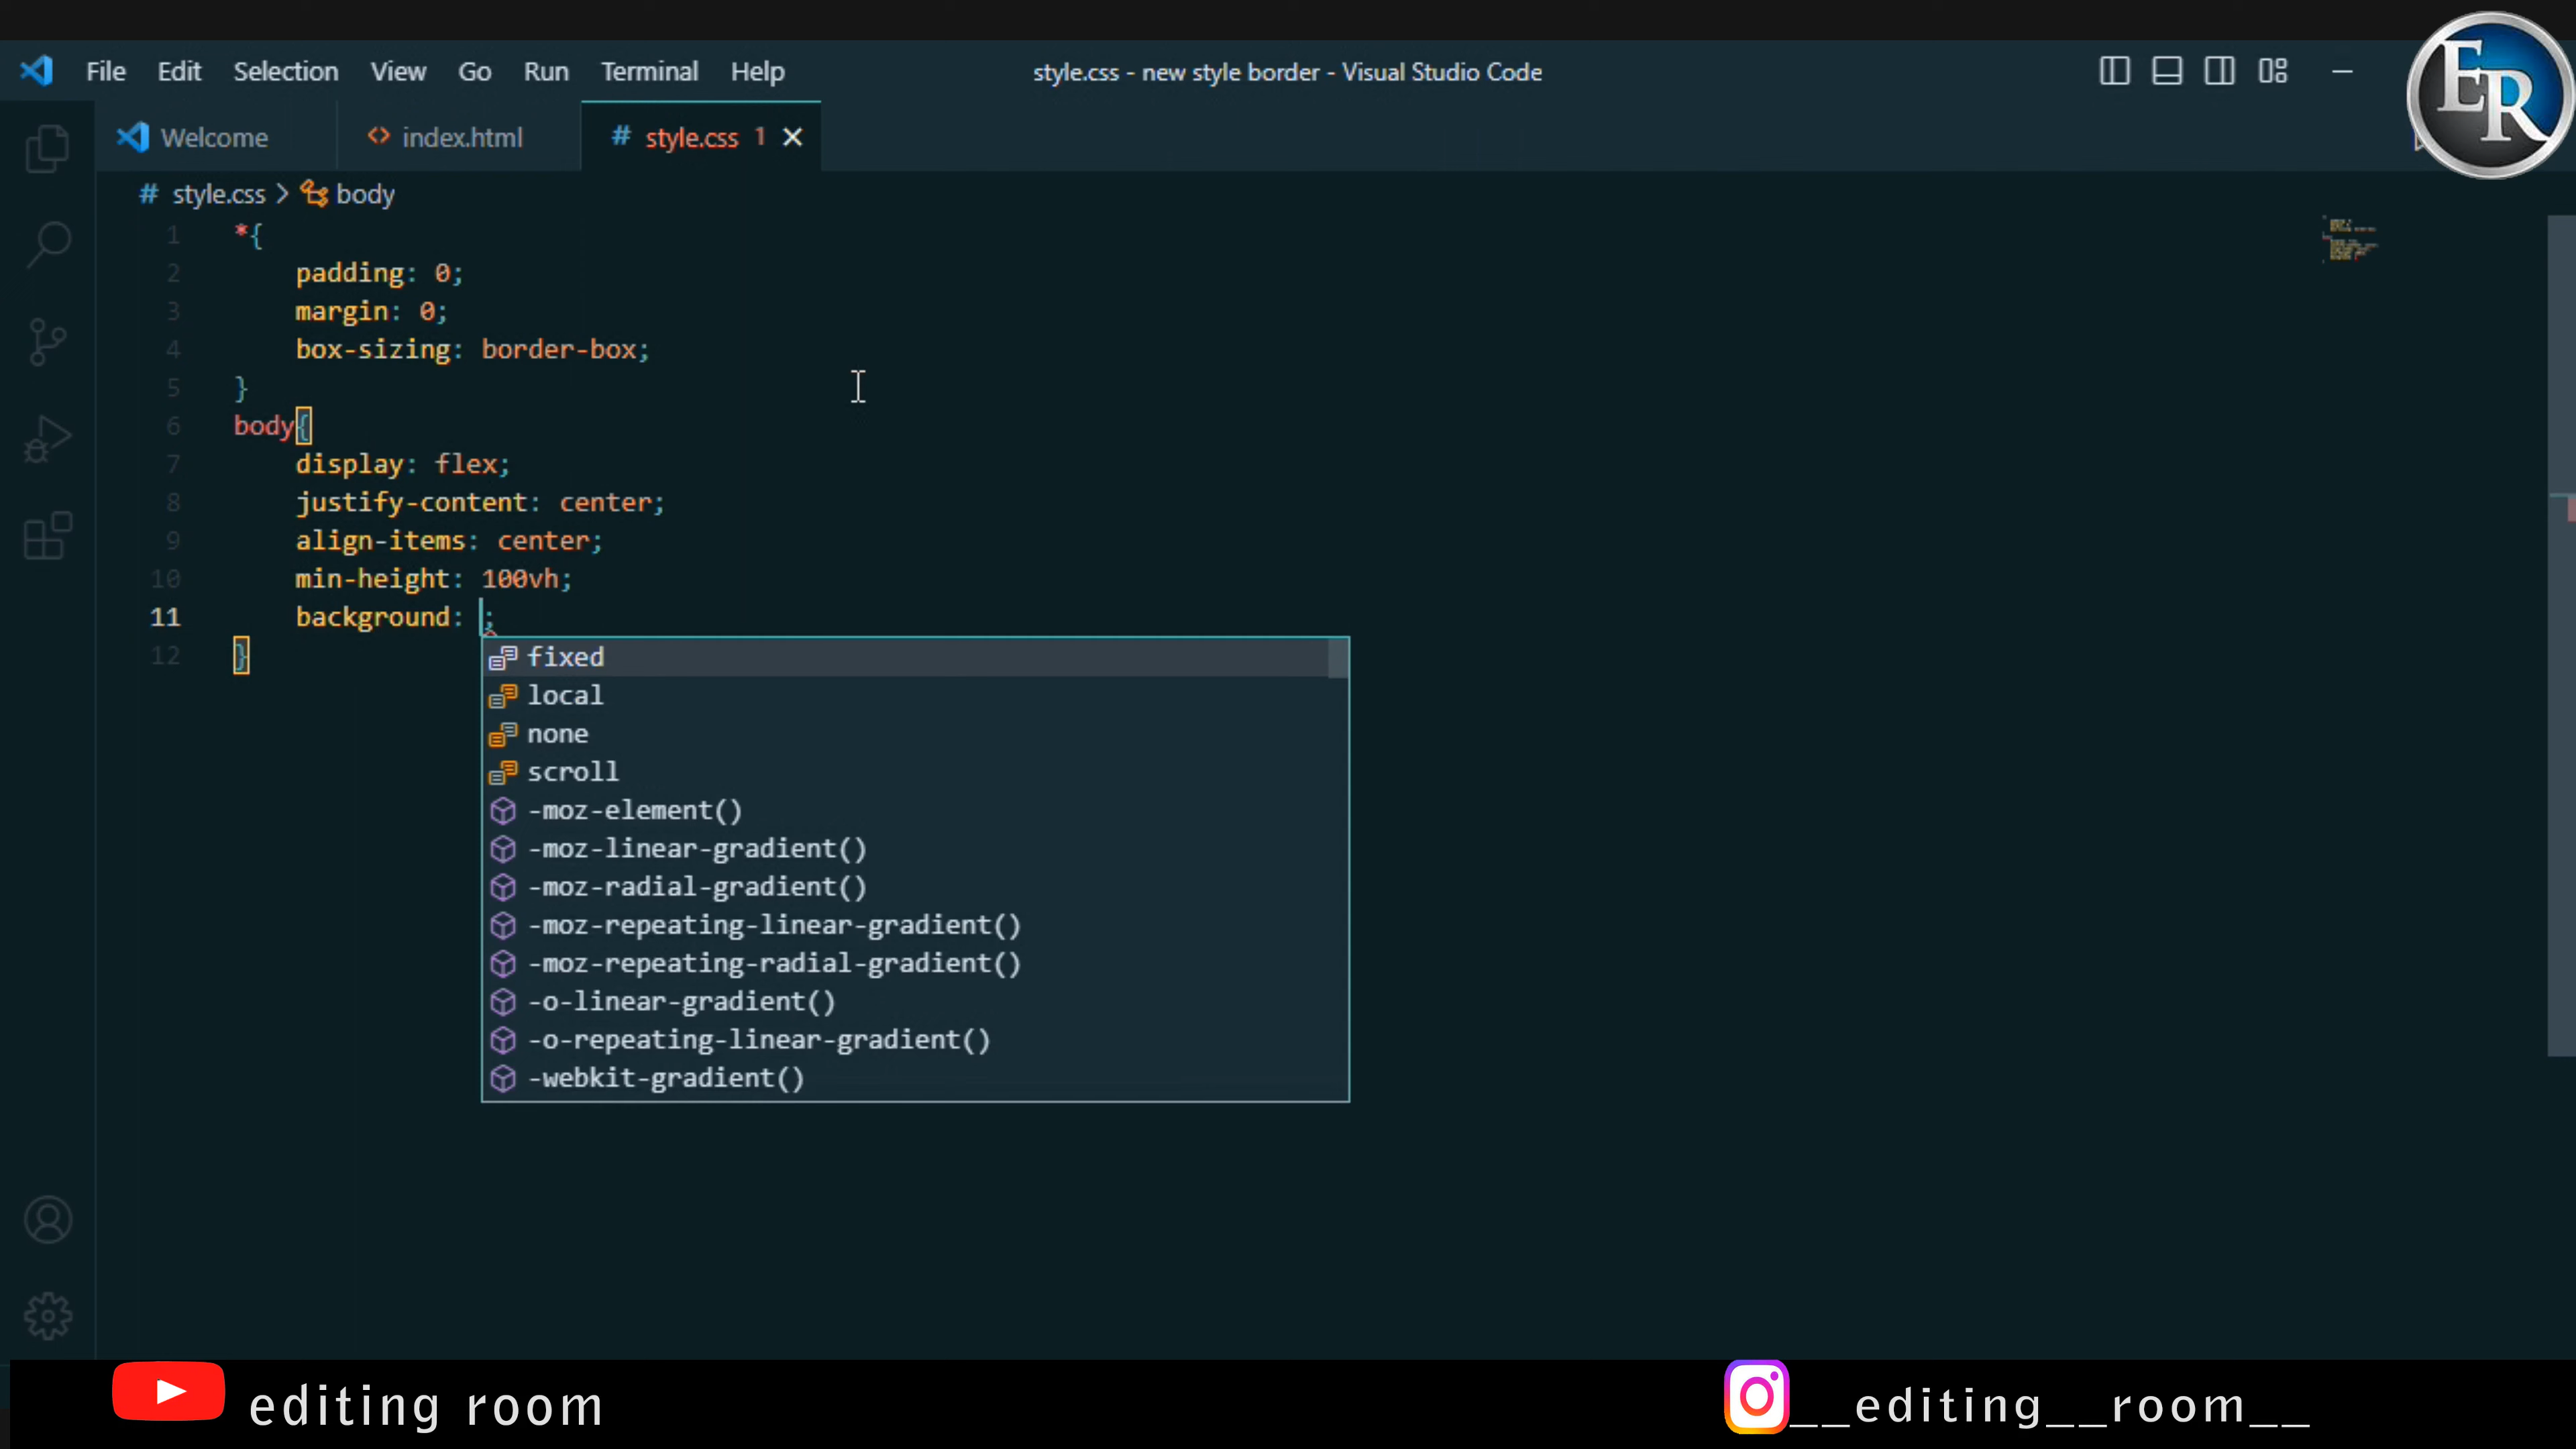 File Edit Selection View Go Run Terminal Help style.css - new style border - Visual Studio Code
ER
Welcome index.html # style.css 1
# style.css > body
1 *{
2 padding: 0;
3 margin: 0;
4 box-sizing: border-box;
5 }
6 body{
7 display: flex;
8 justify-content: center;
9 align-items: center;
10 min-height: 100vh;
11 background: ;
12 }
fixed
local
none
scroll
-moz-element()
-moz-linear-gradient()
-moz-radial-gradient()
-moz-repeating-linear-gradient()
-moz-repeating-radial-gradient()
-o-linear-gradient()
-o-repeating-linear-gradient()
-webkit-gradient()
editing room __editing__room__